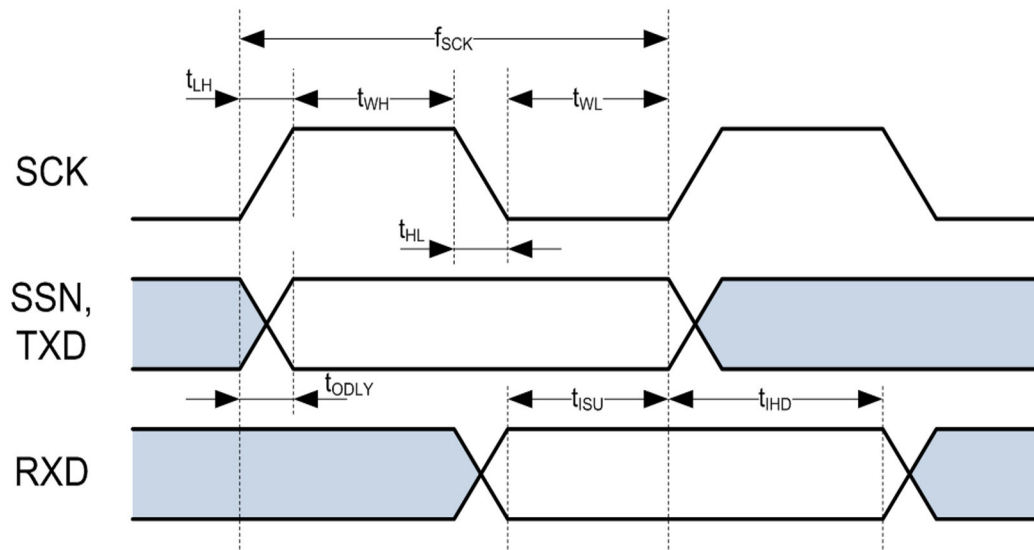 fSCK
tLH
tWH
tWL
SCK
tHL
SSN,
TXD
tODLY
tISU
tIHD
RXD